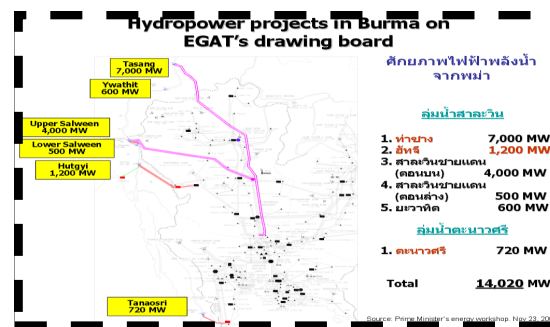 Hydropower projects in Burma on
EGAT's drawing board
Tasang
7,000 MW
Ywathit
600 MW
Upper Salween
4,000 MW
Lower Salween
500 MW
Hutgyi
1,200 MW
Tanaosri
720 MW
ศักยภาพไฟฟ้าพลังน้ำ
จากพม่า
ลุ่มน้ำสาละวิน
1. ท่าซาง 7,000 MW
2. ฮัทจี 1,200 MW
3. สาละวินชายแดน
(ตอนบน) 4,000 MW
4. สาละวินชายแดน
(ตอนล่าง) 500 MW
5. ยะวาทิต 600 MW
ลุ่มน้ำตะนาวศรี
1. ตะนาวศรี 720 MW
Total 14,020 MW
Source: Prime Minister's energy workshop. Nov 23, 20